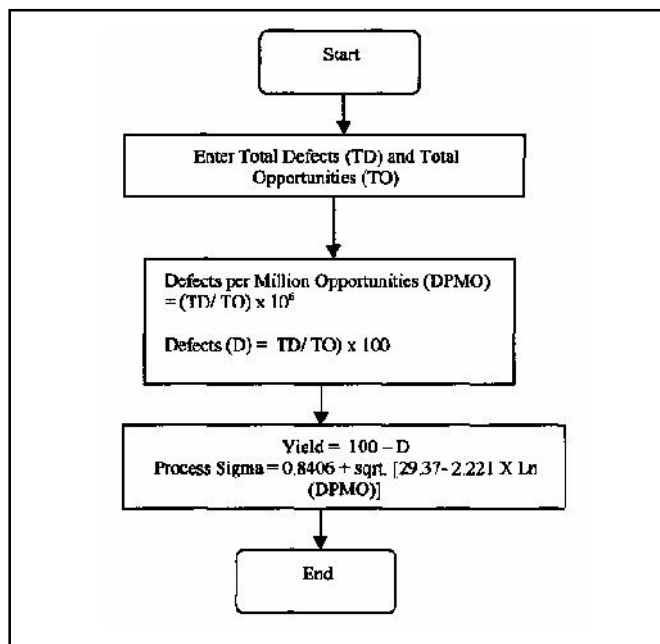 Start
Enter Total Defects (TD) and Total
Opportunities (TO)
Defects per Million Opportunities (DPMO)
= (TD/ TO) x 10⁶
Defects (D) = TD/ TO) x 100
Yield = 100 – D
Process Sigma = 0.8406 + sqrt. [29.37- 2.221 X Ln
(DPMO)]
End